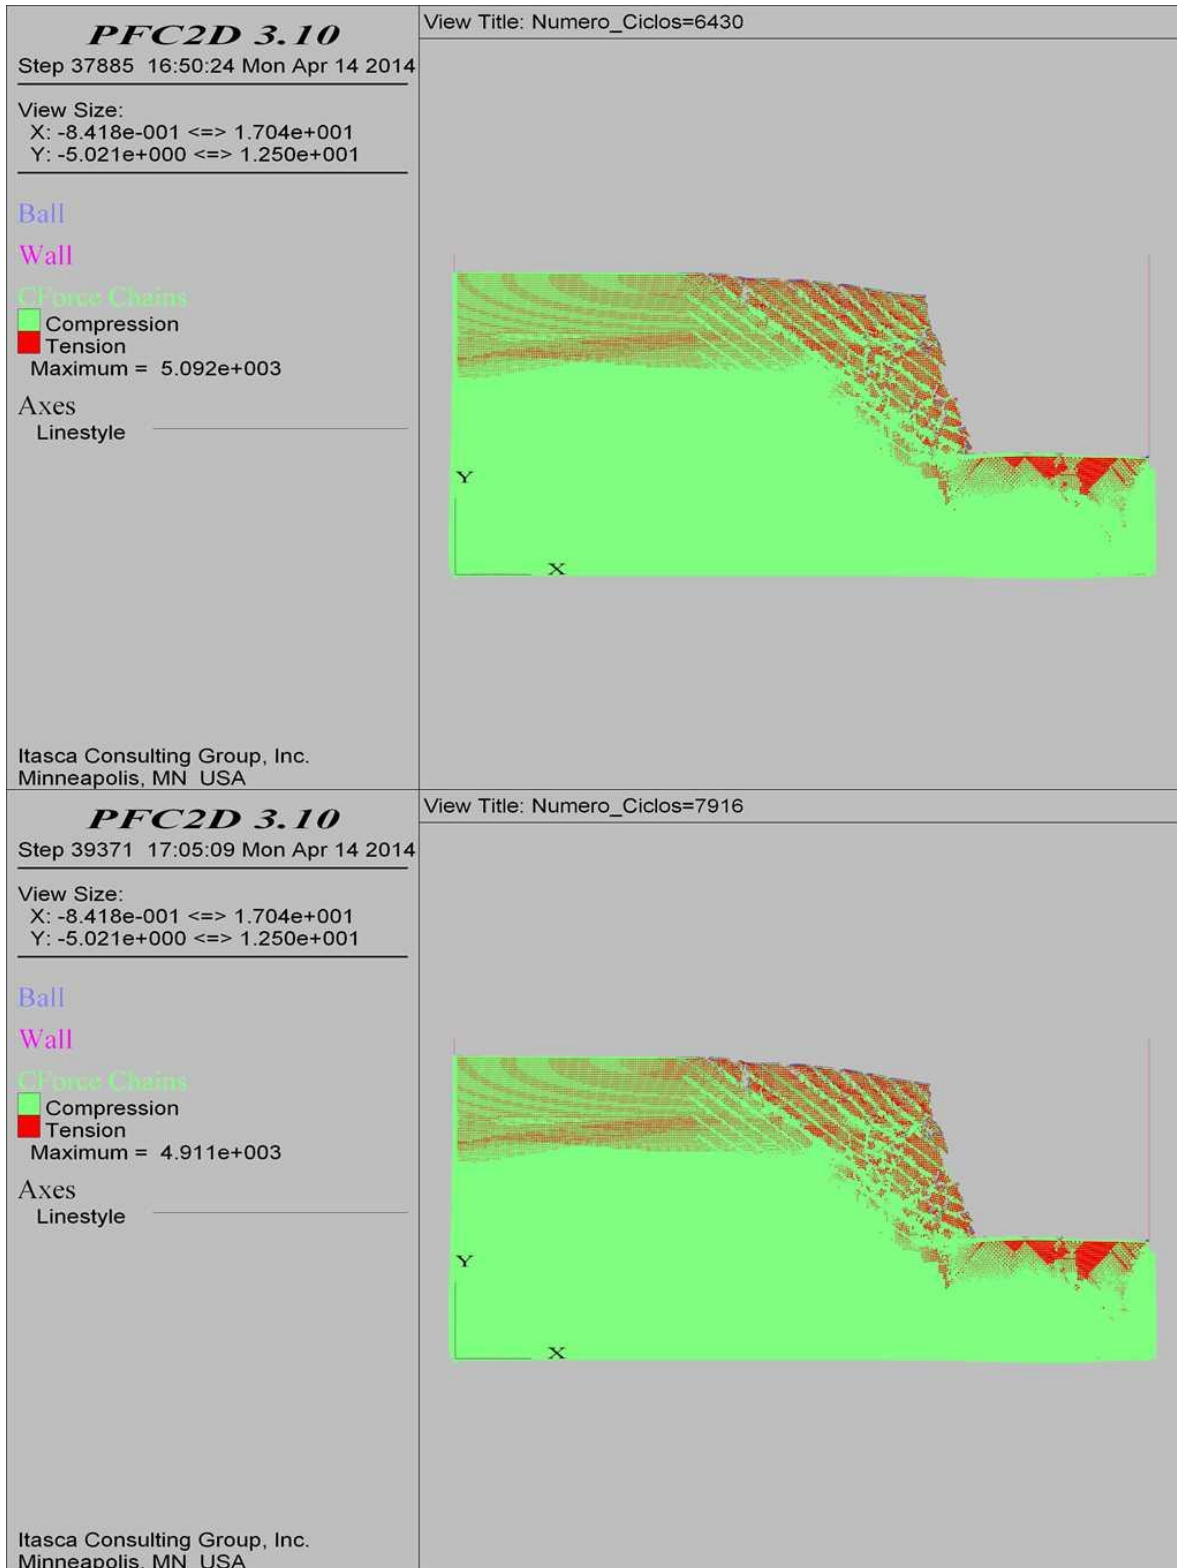 PFC2D 3.10
Step 37885 16:50:24 Mon Apr 14 2014
View Size:
X: -8.418e-001 <=> 1.704e+001
Y: -5.021e+000 <=> 1.250e+001
Ball
Wall
CForce Chains
Compression
Tension
Maximum = 5.092e+003
Axes
Linestyle
Itasca Consulting Group, Inc.
Minneapolis, MN USA
View Title: Numero_Ciclos=6430
Y
X
PFC2D 3.10
Step 39371 17:05:09 Mon Apr 14 2014
View Size:
X: -8.418e-001 <=> 1.704e+001
Y: -5.021e+000 <=> 1.250e+001
Ball
Wall
CForce Chains
Compression
Tension
Maximum = 4.911e+003
Axes
Linestyle
Itasca Consulting Group, Inc.
Minneapolis, MN USA
View Title: Numero_Ciclos=7916
Y
X